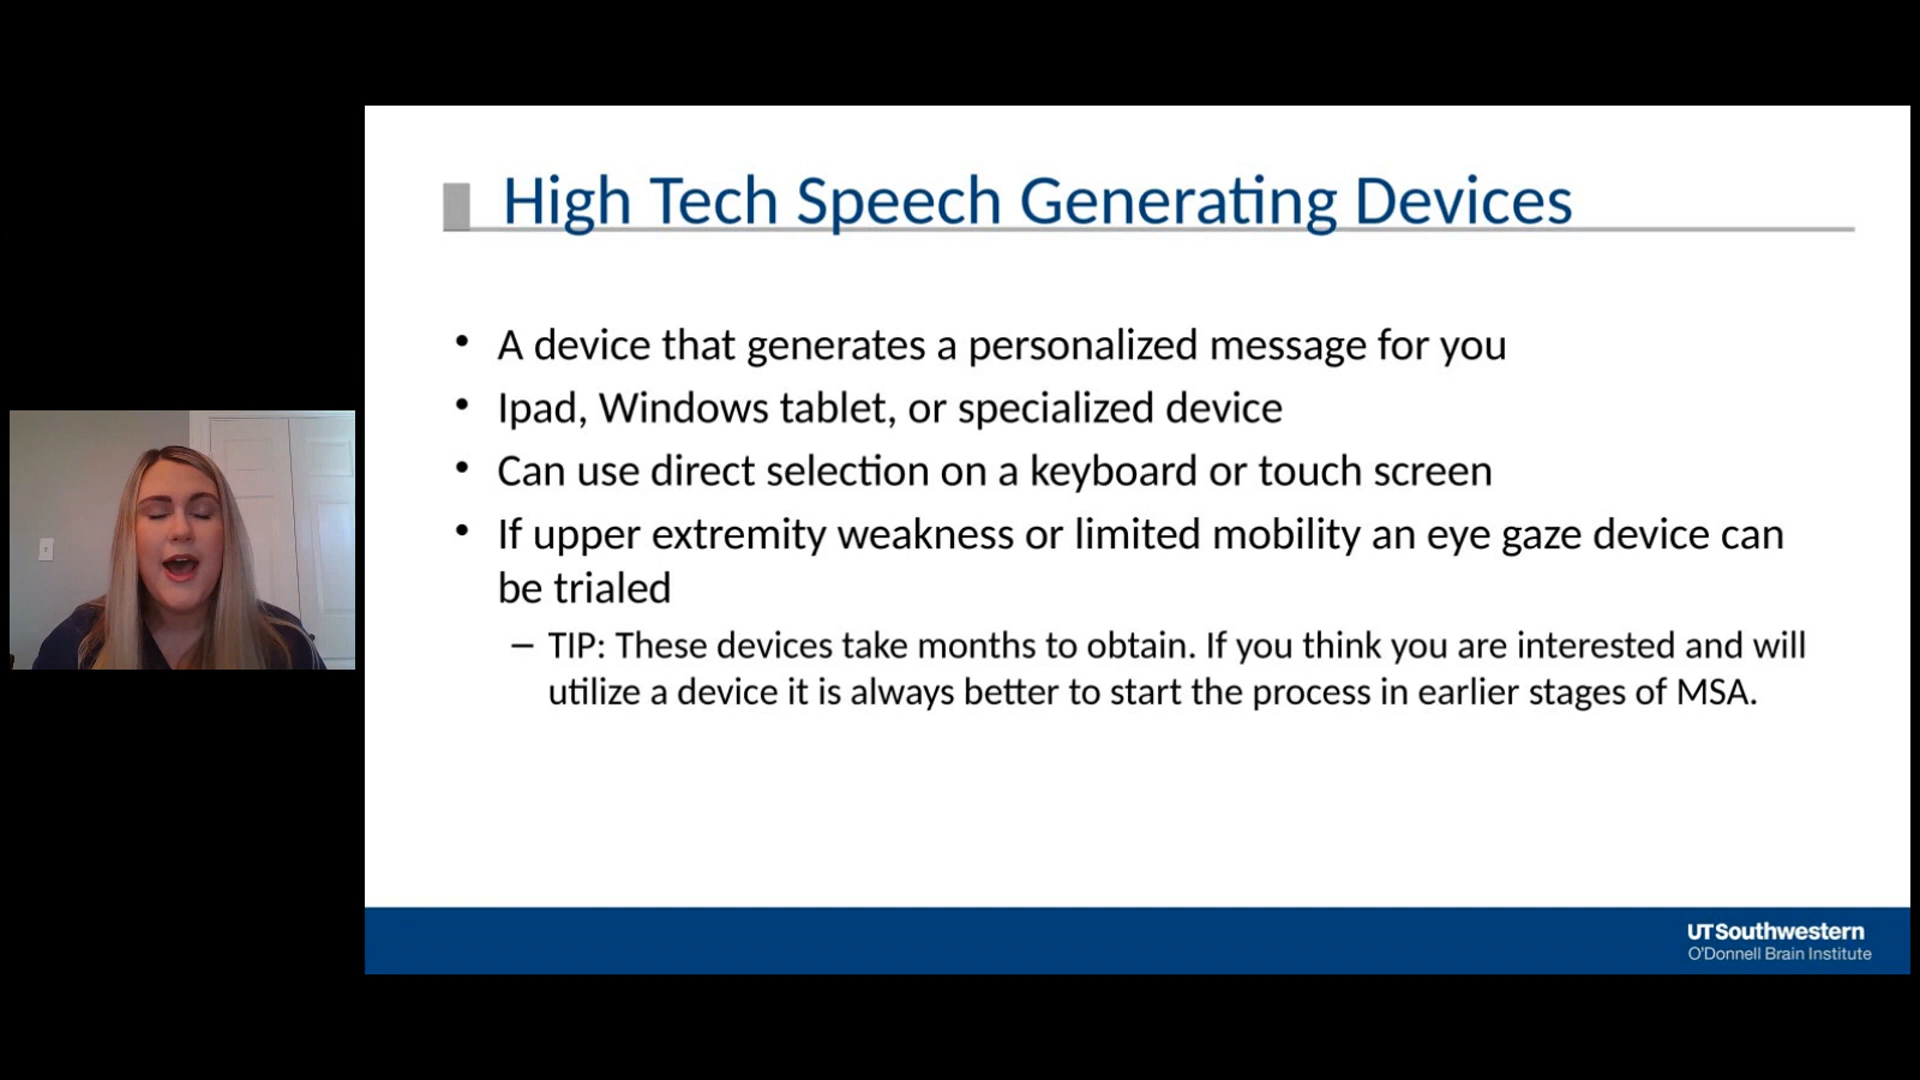 High Tech Speech Generating Devices
• A device that generates a personalized message for you
• Ipad, Windows tablet, or specialized device
• Can use direct selection on a keyboard or touch screen
• If upper extremity weakness or limited mobility an eye gaze device can
be trialed
– TIP: These devices take months to obtain. If you think you are interested and will
utilize a device it is always better to start the process in earlier stages of MSA.
UTSouthwestern
O'Donnell Brain Institute